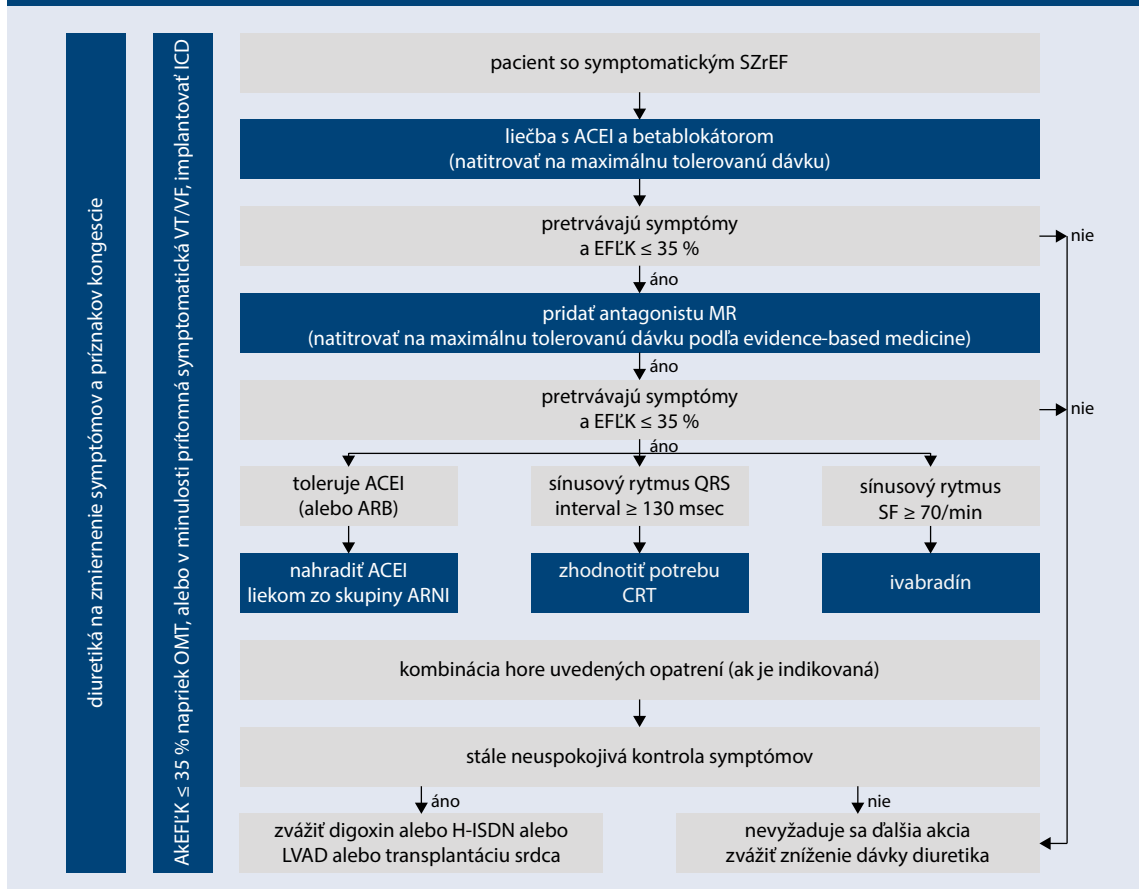 diuretiká na zmiernenie symptómov a príznakov kongescie
AkEFĽK ≤ 35 % napriek OMT, alebo v minulosti prítomná symptomatická VT/VF, implantovať ICD
pacient so symptomatickým SZrEF
liečba s ACEI a betablokátorom
(natitrovať na maximálnu tolerovanú dávku)
pretrvávajú symptómy
a EFĽK ≤ 35 %
nie
áno
pridať antagonistu MR
(natitrovať na maximálnu tolerovanú dávku podľa evidence-based medicine)
áno
pretrvávajú symptómy
a EFĽK ≤ 35 %
nie
áno
toleruje ACEI
(alebo ARB)
sínusový rytmus QRS
interval ≥ 130 msec
sínusový rytmus
SF ≥ 70/min
nahradiť ACEI
liekom zo skupiny ARNI
zhodnotiť potrebu
CRT
ivabradín
kombinácia hore uvedených opatrení (ak je indikovaná)
stále neuspokojivá kontrola symptómov
áno
nie
zvážiť digoxin alebo H-ISDN alebo
LVAD alebo transplantáciu srdca
nevyžaduje sa ďalšia akcia
zvážiť zníženie dávky diuretika